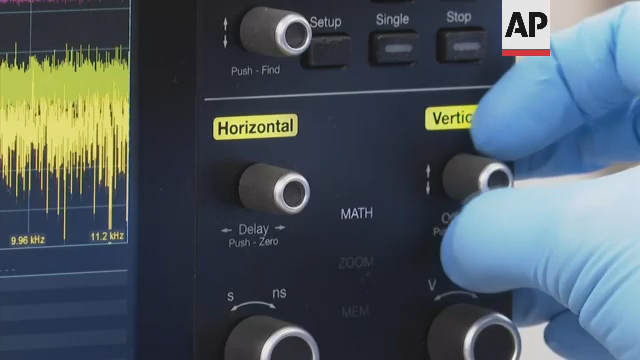 AP
Setup
Single
Stop
Push - Find
Horizontal
Vertic
Delay
Push - Zero
MATH
ZOOM
MEM
9.96 kHz
11.2 kHz
s
ns
V